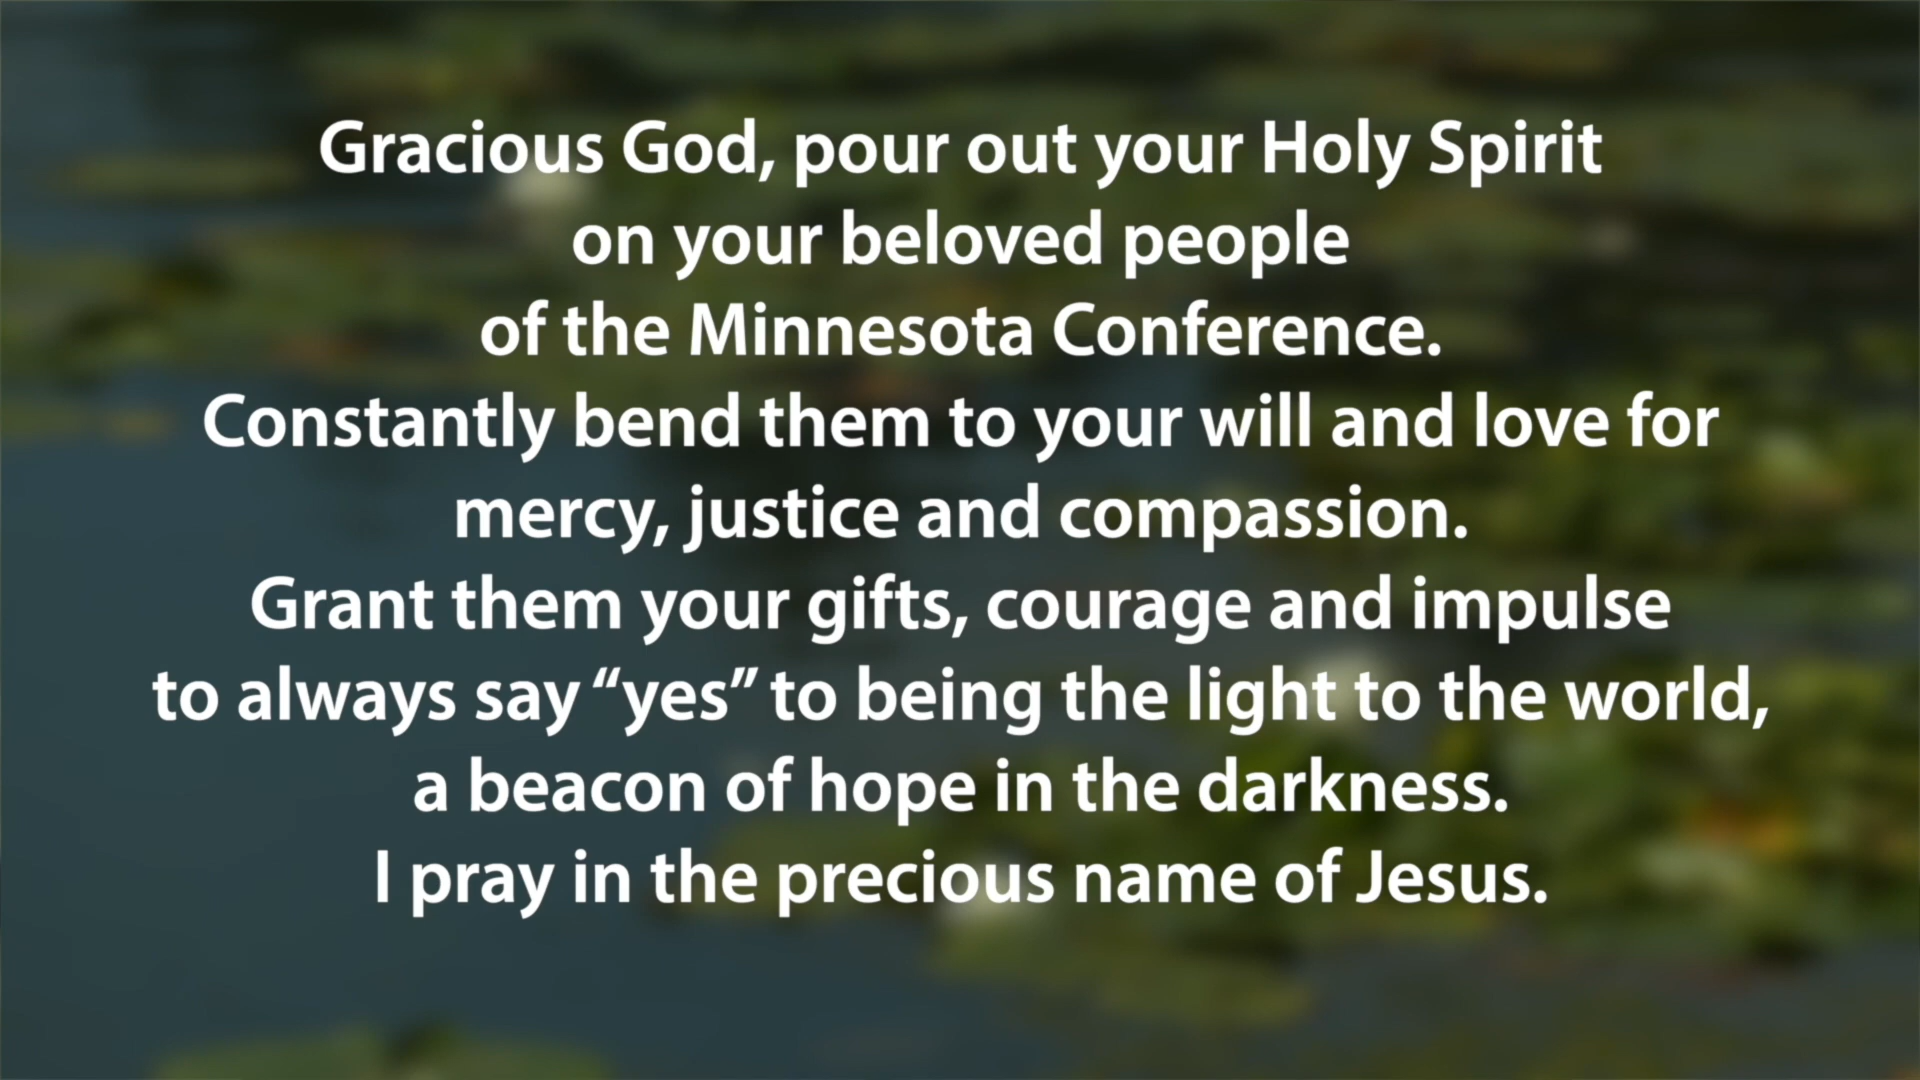 Gracious God, pour out your Holy Spirit
on your beloved people
of the Minnesota Conference.
Constantly bend them to your will and love for
mercy, justice and compassion.
Grant them your gifts, courage and impulse
to always say “yes” to being the light to the world,
a beacon of hope in the darkness.
I pray in the precious name of Jesus.